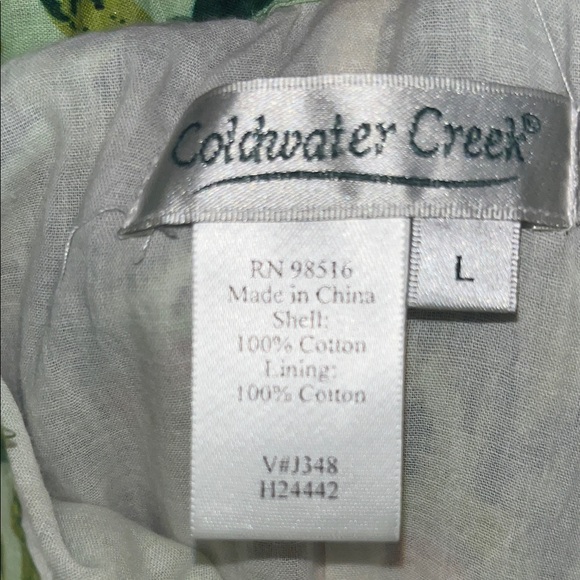 Coldwater Creek®
L
RN 98516
Made in China
Shell:
100% Cotton
Lining:
100% Cotton
V#J348
H24442